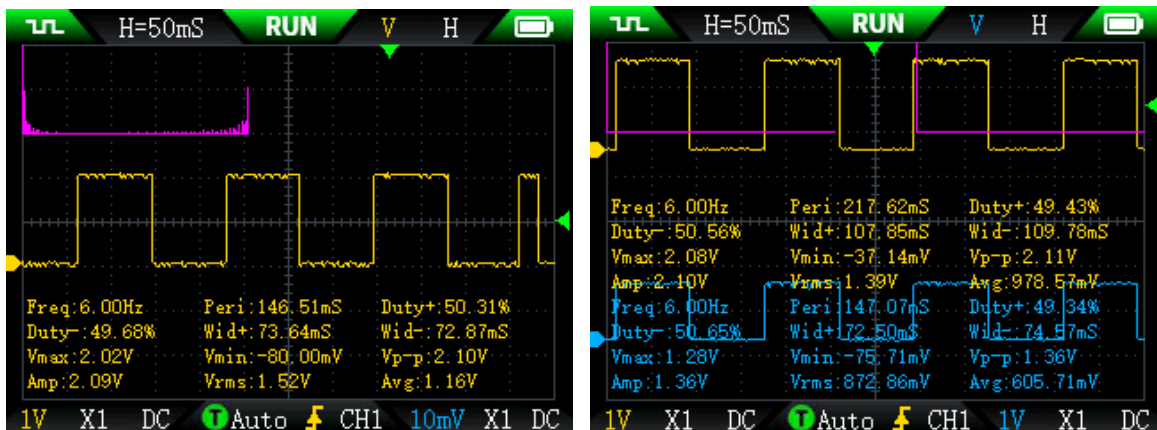 H=50mS RUN V H
Freq:6.00Hz Peri:146.51mS Duty+:50.31%
Duty-:49.68% Wid+:73.64mS Wid-:72.87mS
Vmax:2.02V Vmin:-80.00mV Vp-p:2.10V
Amp:2.09V Vrms:1.52V Avg:1.16V
1V X1 DC T Auto CH1 10mV X1 DC
H=50mS RUN V H
Freq:6.00Hz Peri:217.62mS Duty+:49.43%
Duty-:50.56% Wid+:107.85mS Wid-:109.78mS
Vmax:2.08V Vmin:-37.14mV Vp-p:2.11V
Amp:2.10V Vrms:1.39V Avg:978.57mV
Freq:6.00Hz Peri:147.07mS Duty+:49.34%
Duty-:50.65% Wid+:72.50mS Wid-:74.57mS
Vmax:1.28V Vmin:-75.71mV Vp-p:1.36V
Amp:1.36V Vrms:872.86mV Avg:605.71mV
1V X1 DC T Auto CH1 1V X1 DC